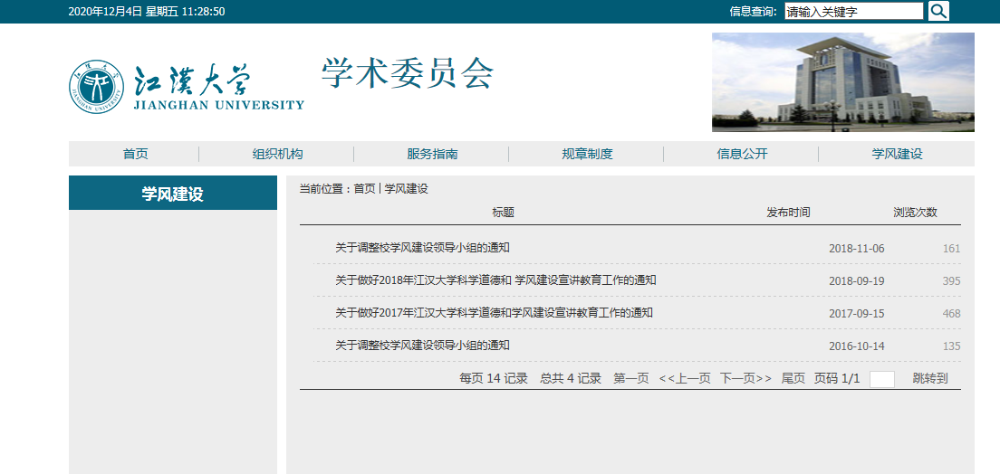 2020年12月4日 星期五 11:28:50 信息查询: 请输入关键字
江漢大学 学术委员会
JIANGHAN UNIVERSITY
首页 组织机构 服务指南 规章制度 信息公开 学风建设
学风建设
当前位置：首页 | 学风建设
标题 发布时间 浏览次数
关于调整校学风建设领导小组的通知 2018-11-06 161
关于做好2018年江汉大学科学道德和 学风建设宣讲教育工作的通知 2018-09-19 395
关于做好2017年江汉大学科学道德和学风建设宣讲教育工作的通知 2017-09-15 468
关于调整校学风建设领导小组的通知 2016-10-14 135
每页 14 记录 总共 4 记录 第一页 <<上一页 下一页>> 尾页 页码 1/1 跳转到